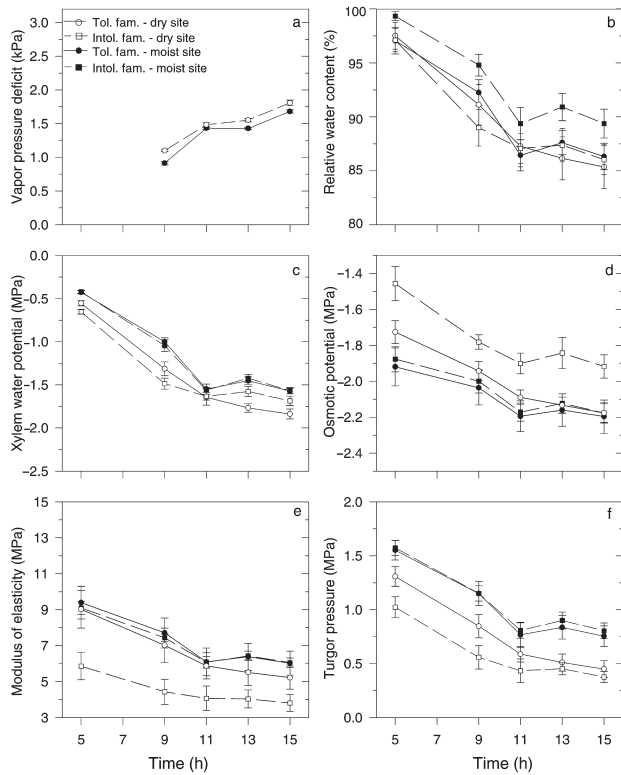 Tol. fam. - dry site
Intol. fam. - dry site
Tol. fam. - moist site
Intol. fam. - moist site
a
Vapor pressure deficit (kPa)
3.0
2.5
2.0
1.5
1.0
0.5
0.0
b
Relative water content (%)
100
95
90
85
80
c
Xylem water potential (MPa)
0.0
−0.5
−1.0
−1.5
−2.0
−2.5
d
Osmotic potential (MPa)
−1.4
−1.6
−1.8
−2.0
−2.2
−2.4
e
Modulus of elasticity (MPa)
15
13
11
9
7
5
3
5 7 9 11 13 15
Time (h)
f
Turgor pressure (MPa)
2.0
1.5
1.0
0.5
0.0
5 7 9 11 13 15
Time (h)